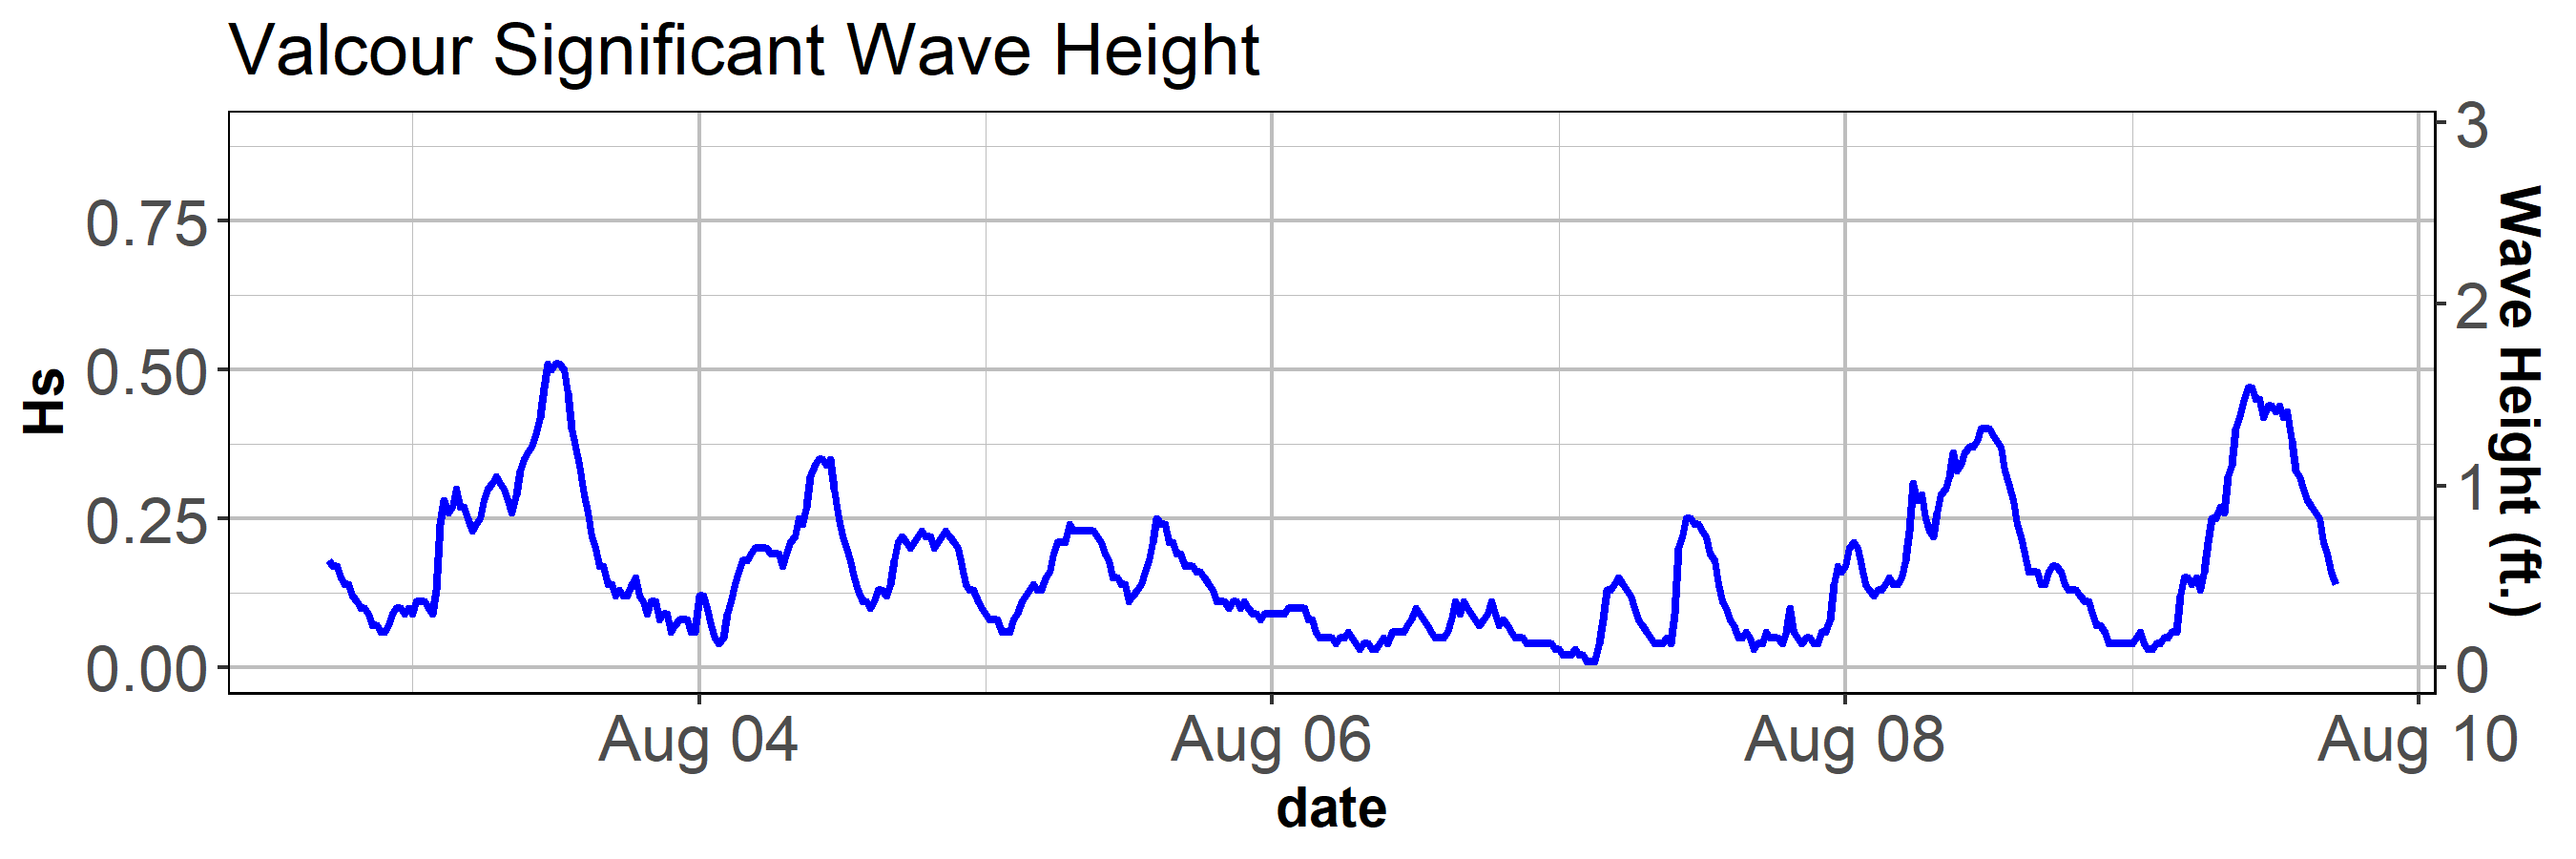 Valcour Significant Wave Height
Hs
0.75
0.50
0.25
0.00
3
2
1
0
Wave Height (ft.)
Aug 04 Aug 06 Aug 08 Aug 10
date